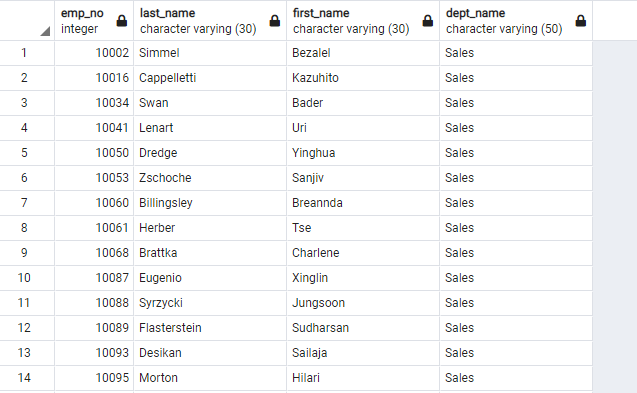 emp_no last_name first_name dept_name
integer character varying (30) character varying (30) character varying (50)
1 10002 Simmel Bezalel Sales
2 10016 Cappelletti Kazuhito Sales
3 10034 Swan Bader Sales
4 10041 Lenart Uri Sales
5 10050 Dredge Yinghua Sales
6 10053 Zschoche Sanjiv Sales
7 10060 Billingsley Breannda Sales
8 10061 Herber Tse Sales
9 10068 Brattka Charlene Sales
10 10087 Eugenio Xinglin Sales
11 10088 Syrzycki Jungsoon Sales
12 10089 Flasterstein Sudharsan Sales
13 10093 Desikan Sailaja Sales
14 10095 Morton Hilari Sales